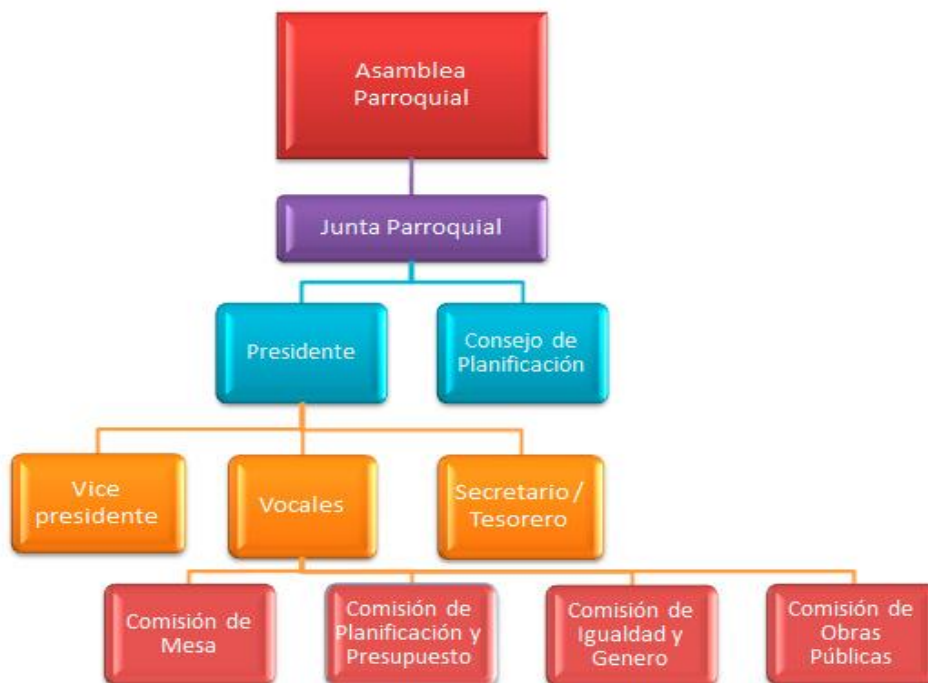 Asamblea
Parroquial
Junta Parroquial
Presidente
Consejo de
Planificación
Vice
presidente
Vocales
Secretario /
Tesorero
Comisión de
Mesa
Comisión de
Planificación y
Presupuesto
Comisión de
Igualdad y
Genero
Comisión de
Obras
Públicas